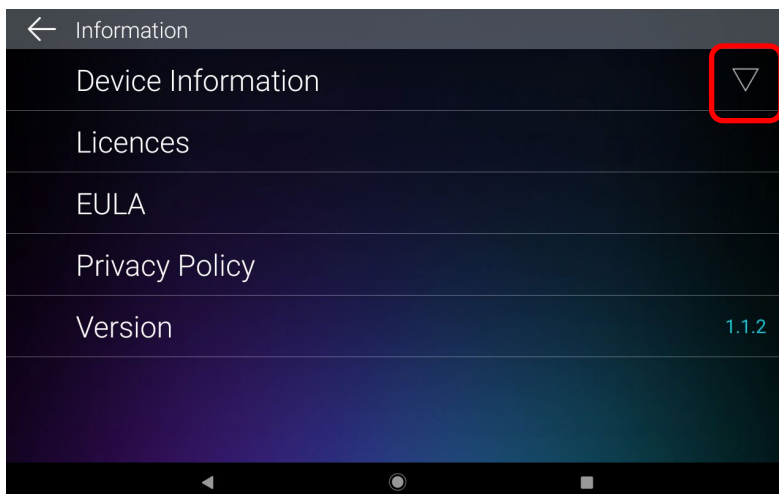 Information
Device Information
Licences
EULA
Privacy Policy
Version 1.1.2